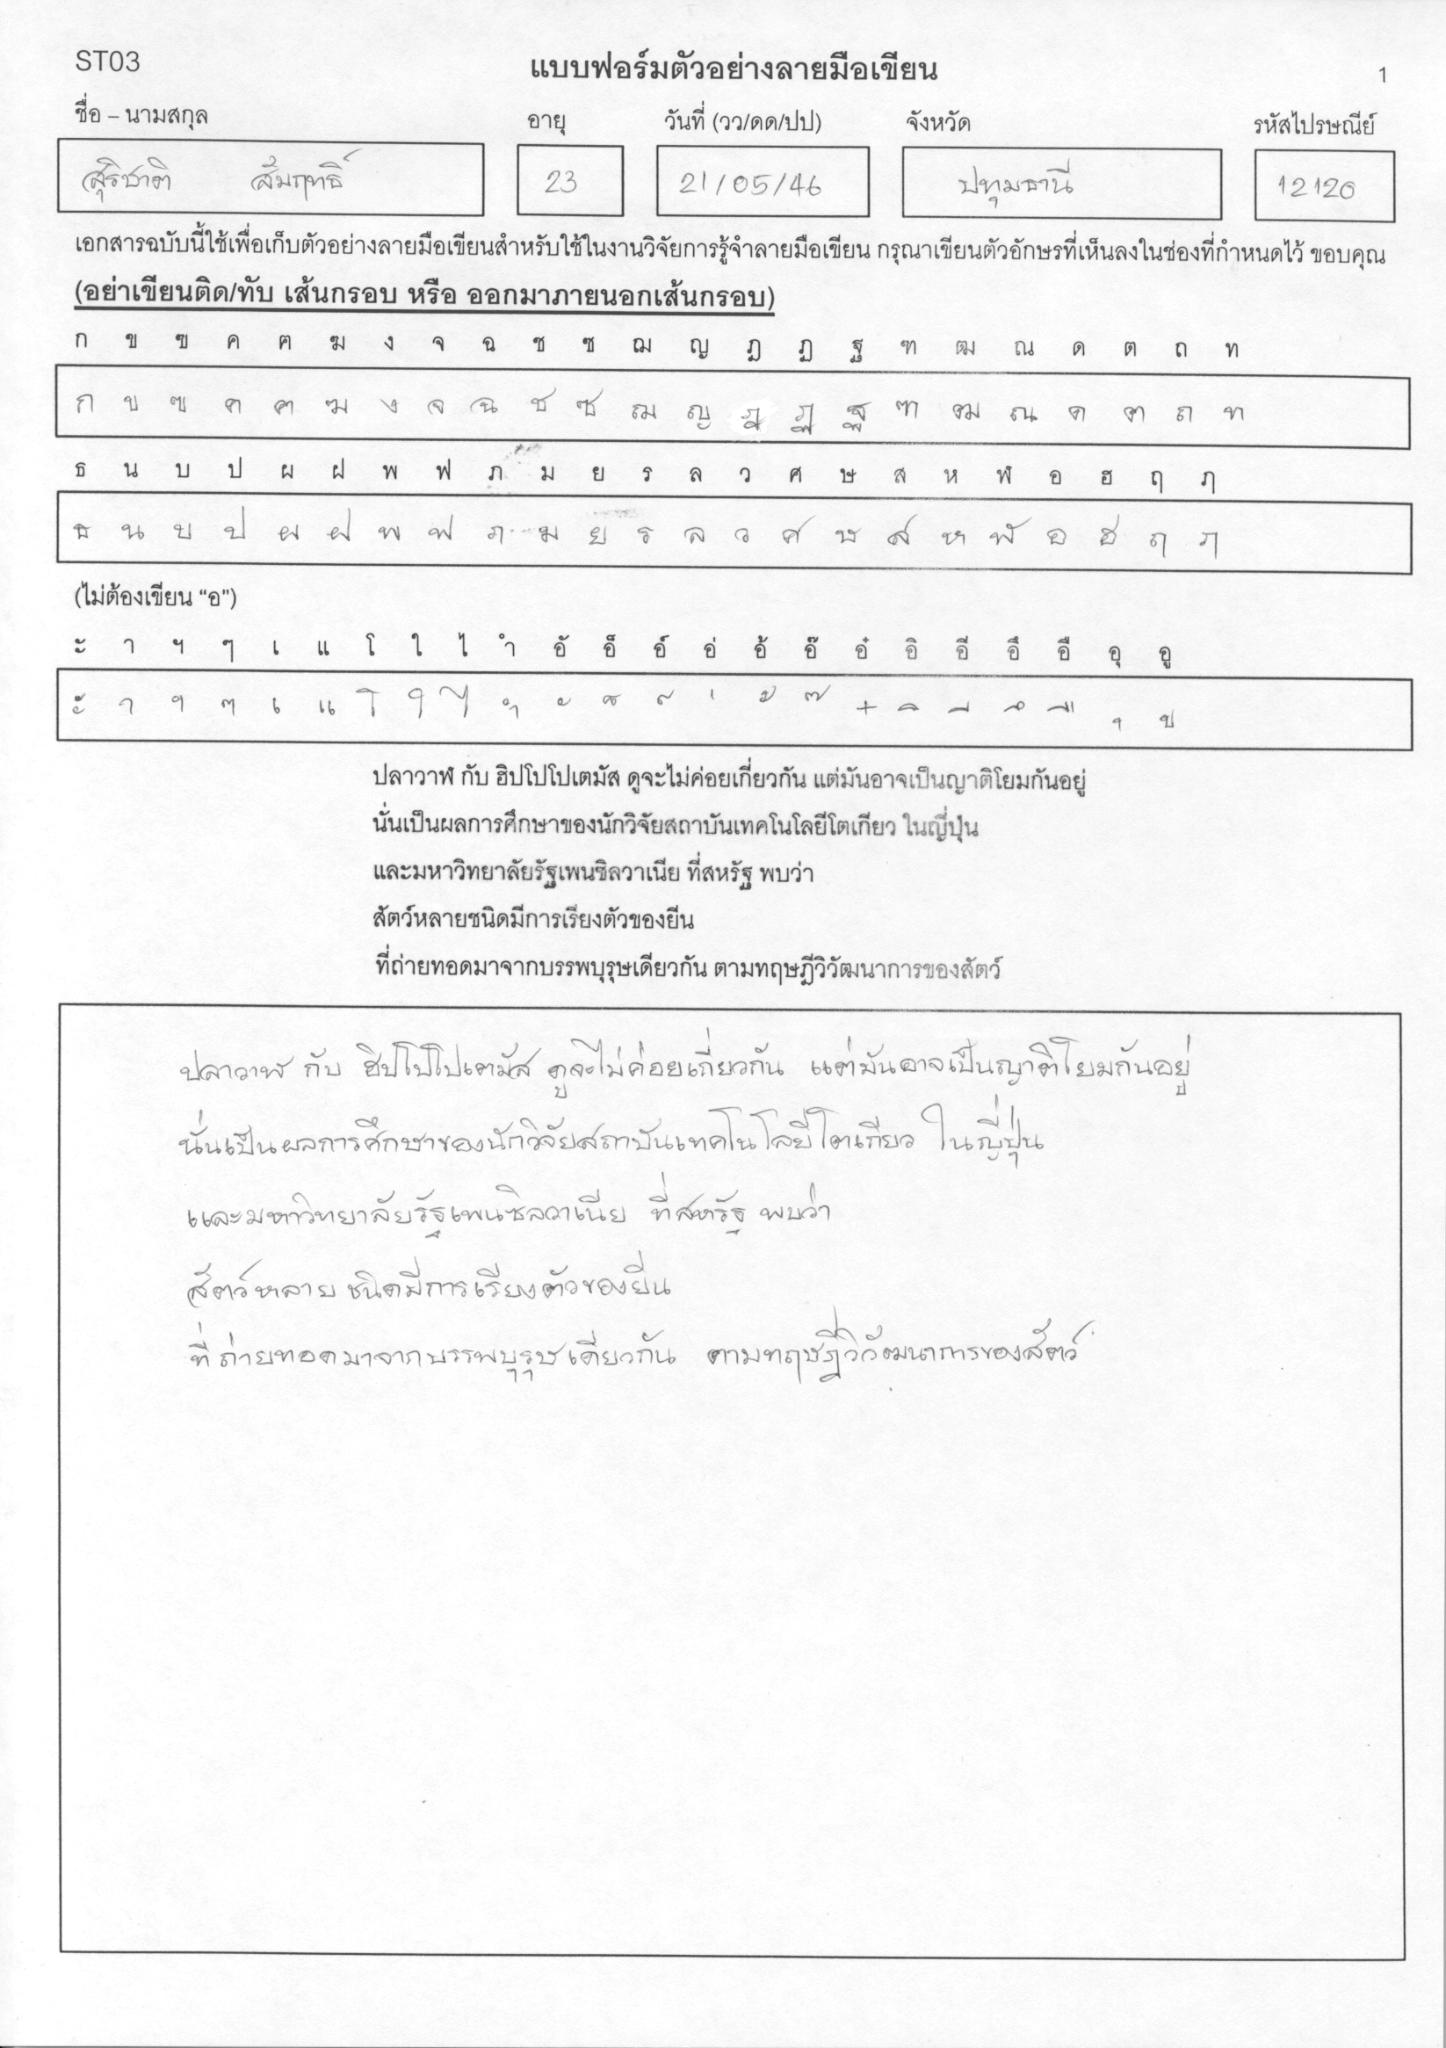 ST03
แบบฟอร์มตัวอย่างลายมือเขียน
1
ชื่อ – นามสกุล อายุ วันที่ (วว/ดด/ปป) จังหวัด รหัสไปรษณีย์
สุริชาติ สัมฤทธิ์ 23 21/05/46 ปทุมธานี 12120
เอกสารฉบับนี้ใช้เพื่อเก็บตัวอย่างลายมือเขียนสำหรับใช้ในงานวิจัยการรู้จำลายมือเขียน กรุณาเขียนตัวอักษรที่เห็นลงในช่องที่กำหนดไว้ ขอบคุณ
(อย่าเขียนติด/ทับ เส้นกรอบ หรือ ออกมาภายนอกเส้นกรอบ)
ก ข ฃ ค ฅ ฆ ง จ ฉ ช ซ ฌ ญ ฎ ฏ ฐ ฑ ฒ ณ ด ต ถ ท
ก ข ฃ ค ฅ ฆ ง จ ฉ ช ซ ฌ ญ ฎ ฏ ฐ ฑ ฒ ณ ด ต ถ ท
ธ น บ ป ผ ฝ พ ฟ ภ ม ย ร ล ว ศ ษ ส ห ฬ อ ฮ ฤ ฦ
ธ น บ ป ผ ฝ พ ฟ ภ ม ย ร ล ว ศ ษ ส ห ฬ อ ฮ ฤ ฦ
(ไม่ต้องเขียน “อ”)
ะ า ฯ ๆ เ แ โ ใ ไ ำ อั อ็ อ์ อ่ อ้ อ๊ อ๋ อิ อี อึ อื อุ อู
ะ า ฯ ๆ เ แ โ ใ ไ ำ ั ็ ์ ่ ้ ๊ ๋ ิ ี ึ ื ุ ู
ปลาวาฬ กับ ฮิปโปโปเตมัส ดูจะไม่ค่อยเกี่ยวกัน แต่มันอาจเป็นญาติโยมกันอยู่
นั่นเป็นผลการศึกษาของนักวิจัยสถาบันเทคโนโลยีโตเกียว ในญี่ปุ่น
และมหาวิทยาลัยรัฐเพนซิลวาเนีย ที่สหรัฐ พบว่า
สัตว์หลายชนิดมีการเรียงตัวของยีน
ที่ถ่ายทอดมาจากบรรพบุรุษเดียวกัน ตามทฤษฎีวิวัฒนาการของสัตว์
ปลาวาฬ กับ ฮิปโปโปเตมัส ดูจะไม่ค่อยเกี่ยวกัน แต่มันอาจเป็นญาติโยมกันอยู่
นั่นเป็นผลการศึกษาของนักวิจัยสถาบันเทคโนโลยีโตเกียว ในญี่ปุ่น
และมหาวิทยาลัยรัฐเพนซิลวาเนีย ที่สหรัฐ พบว่า
สัตว์หลายชนิดมีการเรียงตัวของยีน
ที่ถ่ายทอดมาจากบรรพบุรุษเดียวกัน ตามทฤษฎีวิวัฒนาการของสัตว์